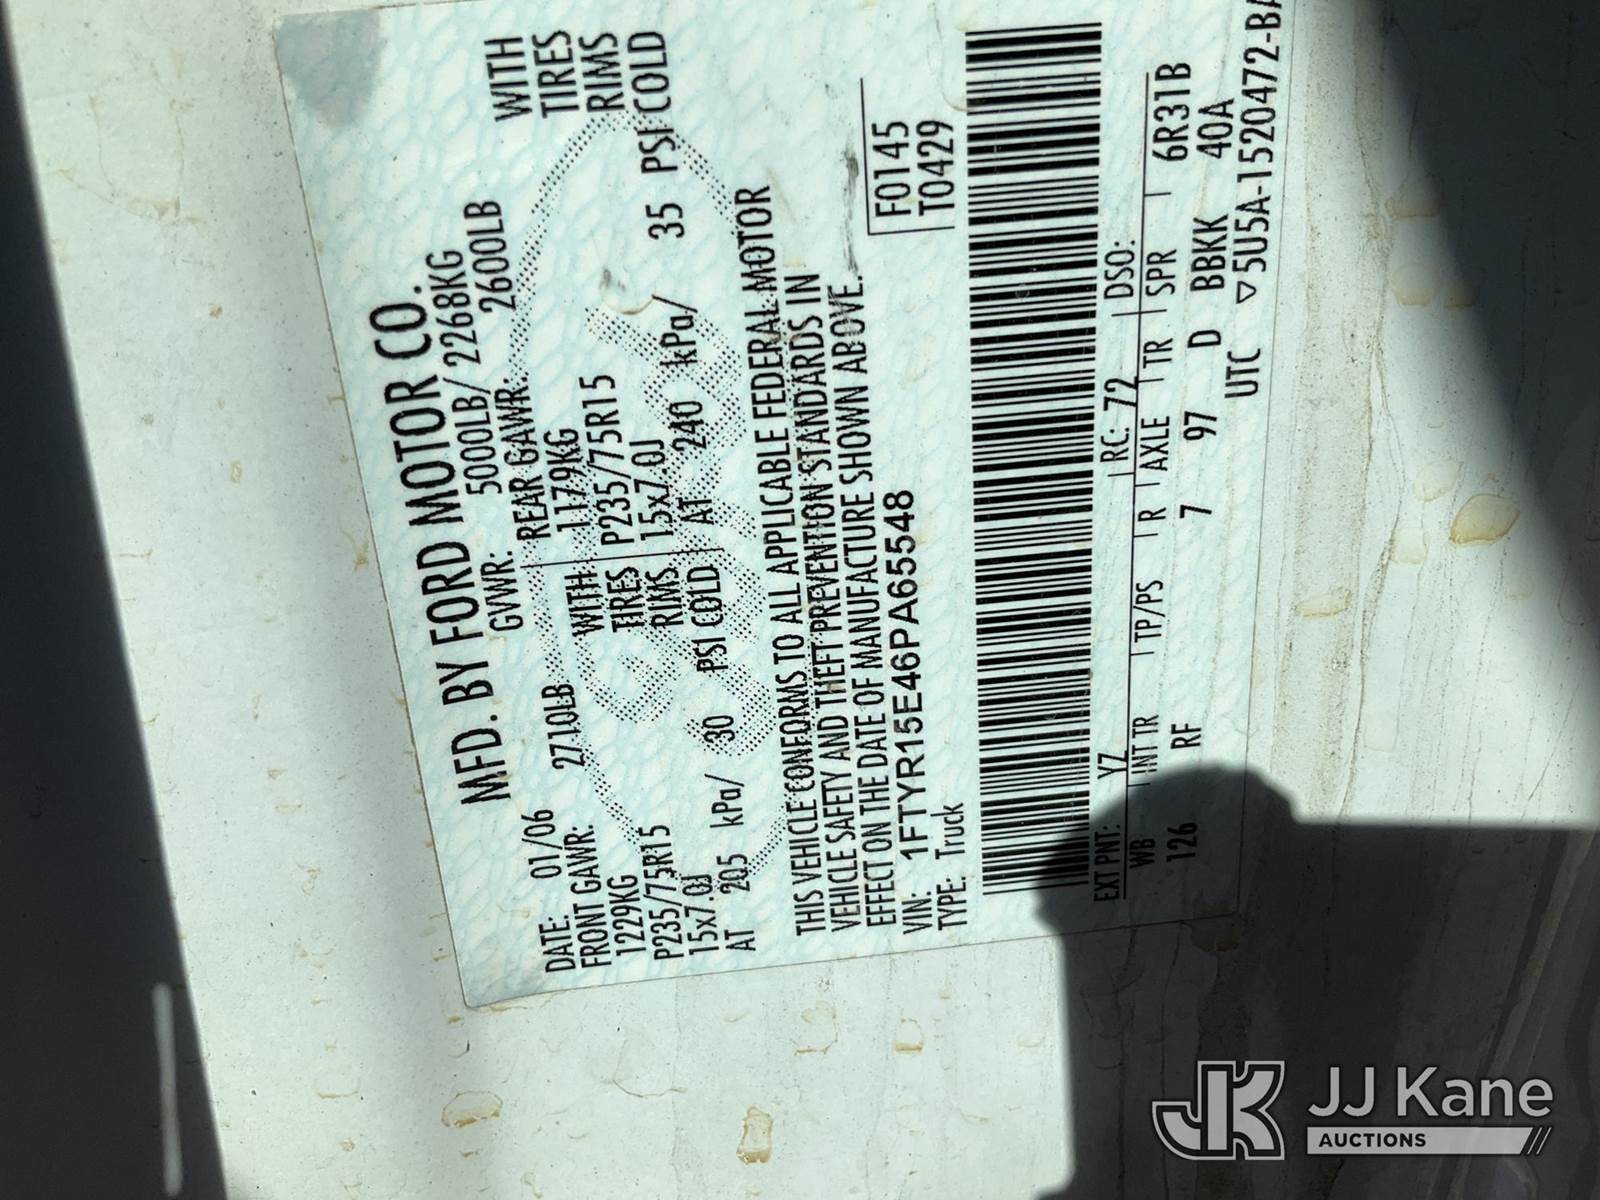 MFD. BY FORD MOTOR CO.
DATE: 01/06 GVWR: 5000LB/ 2268KG
FRONT GAWR: 2710LB REAR GAWR: 2600LB
1229KG WITH 1179KG WITH
P235/75R15 TIRES P235/75R15 TIRES
15x7.0J RIMS 15x7.0J RIMS
AT 205 kPa/ 30 PSI COLD AT 240 kPa/ 35 PSI COLD
THIS VEHICLE CONFORMS TO ALL APPLICABLE FEDERAL MOTOR
VEHICLE SAFETY AND THEFT PREVENTION STANDARDS IN
EFFECT ON THE DATE OF MANUFACTURE SHOWN ABOVE.
VIN: 1FTYR15E46PA65548 F0145
TYPE: Truck T0429
EXT PNT: YZ RC: 72 DSO:
WB INT TR TP/PS R AXLE TR SPR 6R31B
126 RF 7 97 D BBKK 40A
UTC ▽5U5A-1520472-BA
JK JJ Kane
AUCTIONS